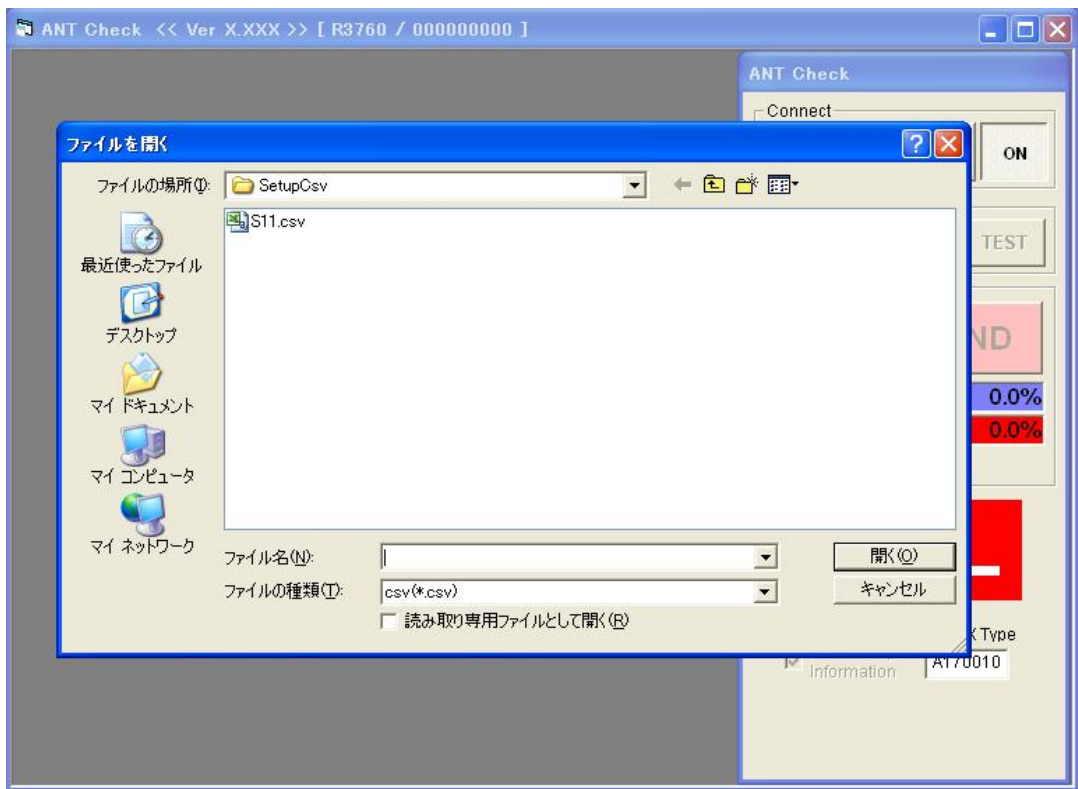 ANT Check << Ver X.XXX >> [ R3760 / 000000000 ]
ANT Check
Connect
ON
TEST
0.0%
0.0%
Type
Information
A170010
ファイルを開く
ファイルの場所(I):
SetupCsv
S11.csv
最近使ったファイル
デスクトップ
マイ ドキュメント
マイ コンピュータ
マイ ネットワーク
ファイル名(N):
開く(O)
ファイルの種類(T):
csv(*.csv)
キャンセル
読み取り専用ファイルとして開く(R)